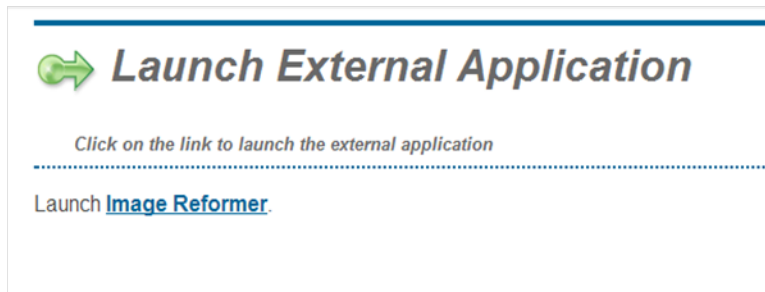 Launch External Application
Click on the link to launch the external application
Launch Image Reformer.